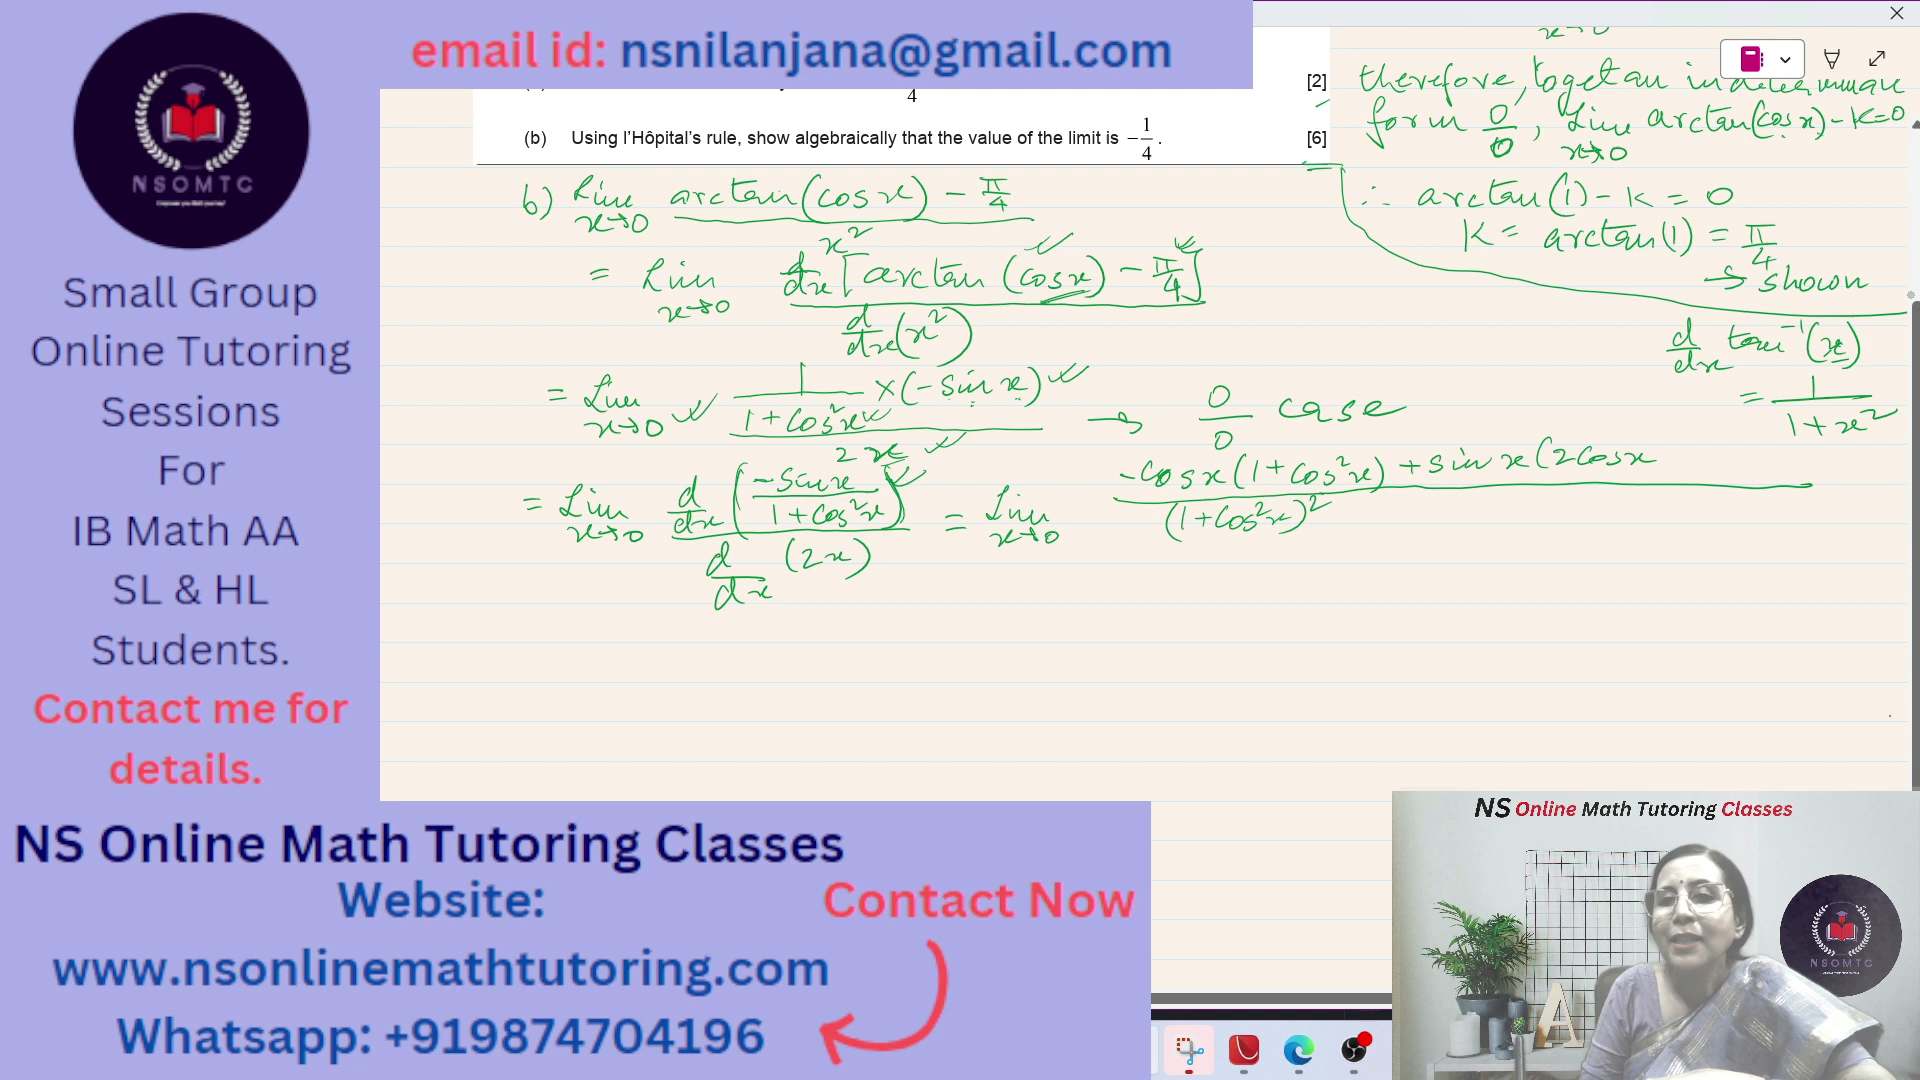 email id: nsnilanjana@gmail.com
NSOMTC
Small Group
Online Tutoring
Sessions
For
IB Math AA
SL & HL
Students.
Contact me for
details.
4
[2]
(b) Using l'Hôpital's rule, show algebraically that the value of the limit is −1/4. [6]
therefore, to get an indeterminate
form 0/0, Lim x→0 arctan(cos x) - K = 0
∴ arctan(1) - K = 0
K = arctan(1) = π/4
→ shown
b) Lim x→0 (arctan(cos x) - π/4) / x²
= Lim x→0 d/dx [arctan (cos x) - π/4] / d/dx (x²)
d/dx tan⁻¹(x)
= 1/(1+x²)
= Lim x→0 (1/(1+cos²x) × (-sin x)) / 2x → 0/0 case
= Lim x→0 d/dx (-sin x / (1+cos²x)) / d/dx (2x) = Lim x→0 -cos x (1+cos²x) + sin x (2cos x / (1+cos²x)²
NS Online Math Tutoring Classes
Website:
www.nsonlinemathtutoring.com
Whatsapp: +919874704196
Contact Now
NS Online Math Tutoring Classes
NSOMTC
A